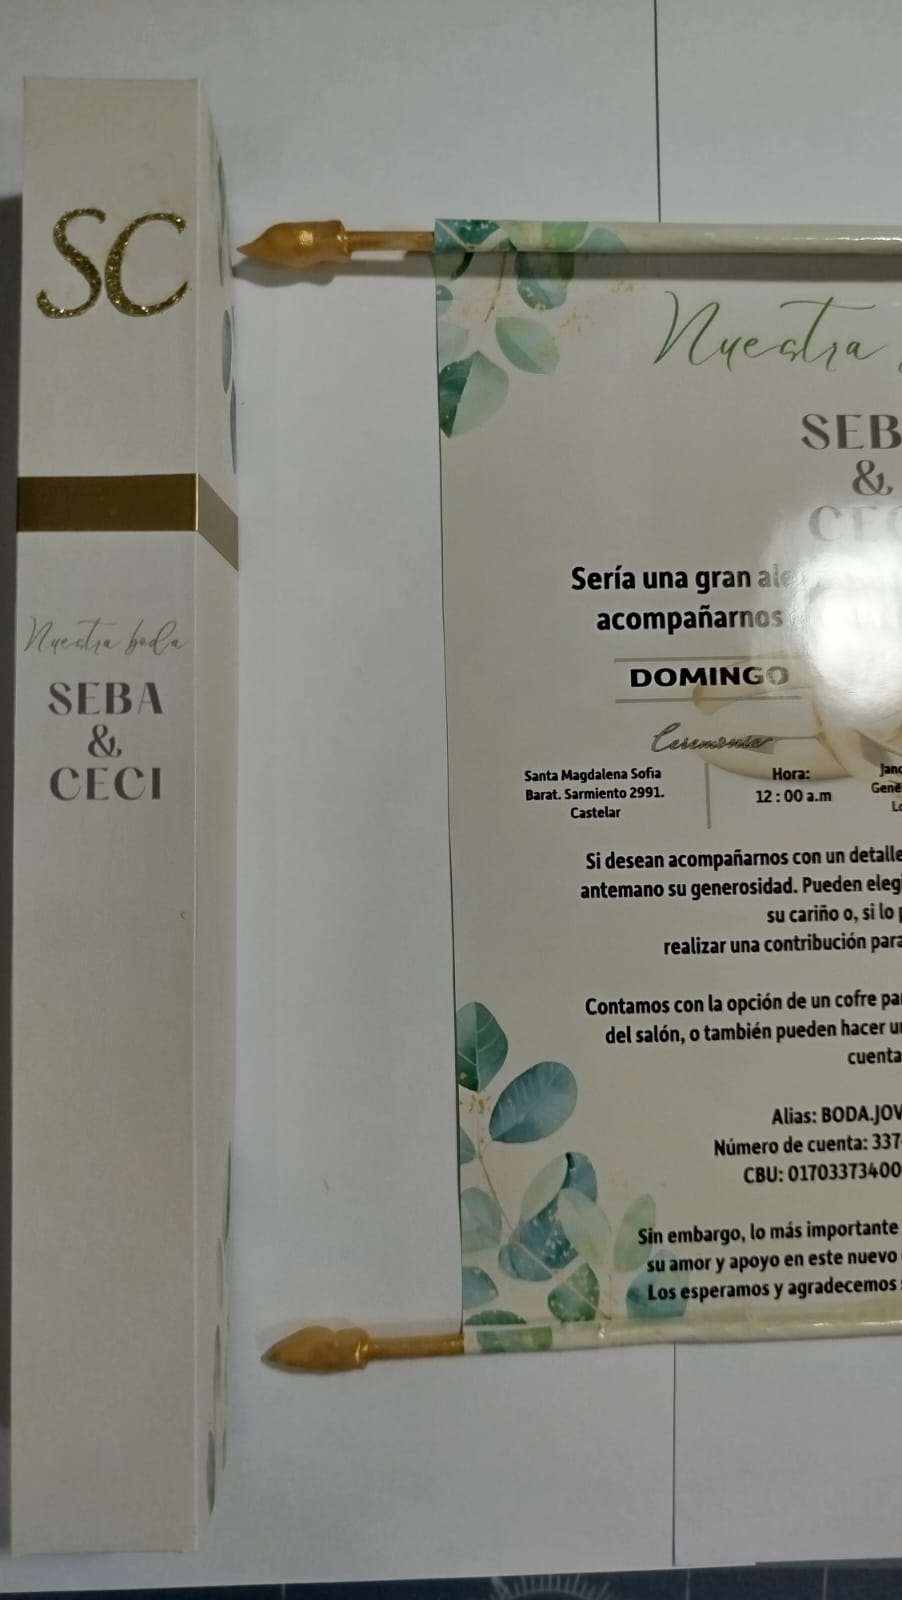 SC
Nuestra boda
SEBA
&
CECI
Nuestra
SEB
&
CEC
Sería una gran
acompañarnos
DOMINGO
Ceremonia
Santa Magdalena Sofia
Barat. Sarmiento 2991.
Castelar
Hora:
12 : 00 a.m
Si desean acompañarnos con un detalle
antemano su generosidad. Pueden eleg
su cariño o, si lo
realizar una contribución para
Contamos con la opción de un cofre
del salón, o también pueden hacer
cuenta
Alias: BODA.JOV
Número de cuenta: 337
CBU: 01703373400
Sin embargo, lo más importante
su amor y apoyo en este nuevo
Los esperamos y agradecemos